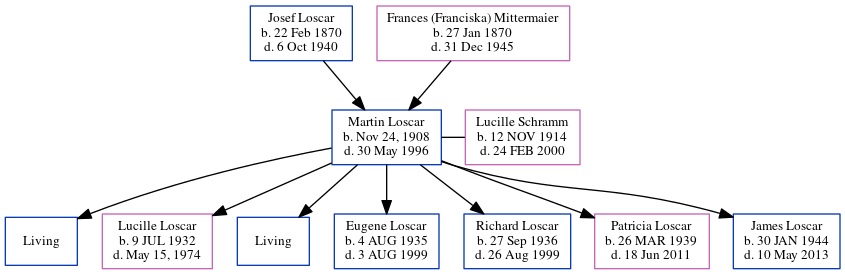 Josef Loscar
b. 22 Feb 1870
d. 6 Oct 1940
Frances (Franciska) Mittermaier
b. 27 Jan 1870
d. 31 Dec 1945
Martin Loscar
b. Nov 24, 1908
d. 30 May 1996
Lucille Schramm
b. 12 NOV 1914
d. 24 FEB 2000
Living
Lucille Loscar
b. 9 JUL 1932
d. May 15, 1974
Living
Eugene Loscar
b. 4 AUG 1935
d. 3 AUG 1999
Richard Loscar
b. 27 Sep 1936
d. 26 Aug 1999
Patricia Loscar
b. 26 MAR 1939
d. 18 Jun 2011
James Loscar
b. 30 JAN 1944
d. 10 May 2013